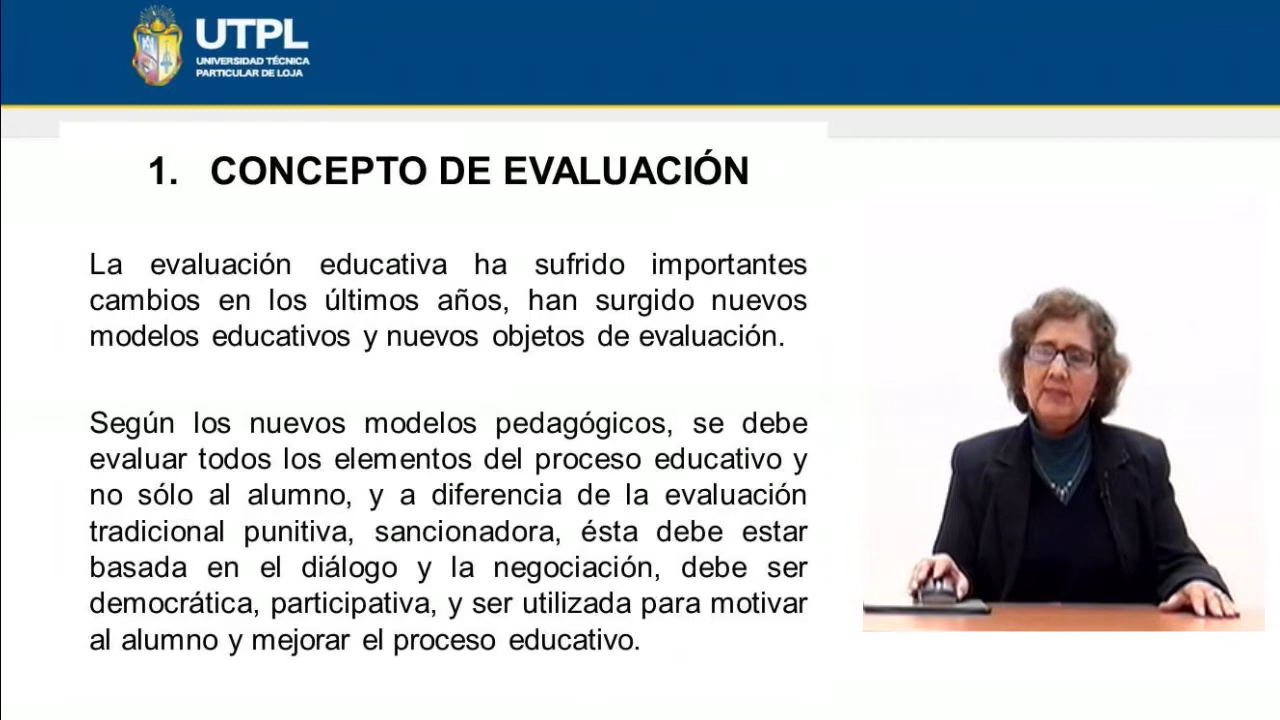 UTPL
UNIVERSIDAD TÉCNICA
PARTICULAR DE LOJA
1. CONCEPTO DE EVALUACIÓN
La evaluación educativa ha sufrido importantes
cambios en los últimos años, han surgido nuevos
modelos educativos y nuevos objetos de evaluación.
Según los nuevos modelos pedagógicos, se debe
evaluar todos los elementos del proceso educativo y
no sólo al alumno, y a diferencia de la evaluación
tradicional punitiva, sancionadora, ésta debe estar
basada en el diálogo y la negociación, debe ser
democrática, participativa, y ser utilizada para motivar
al alumno y mejorar el proceso educativo.